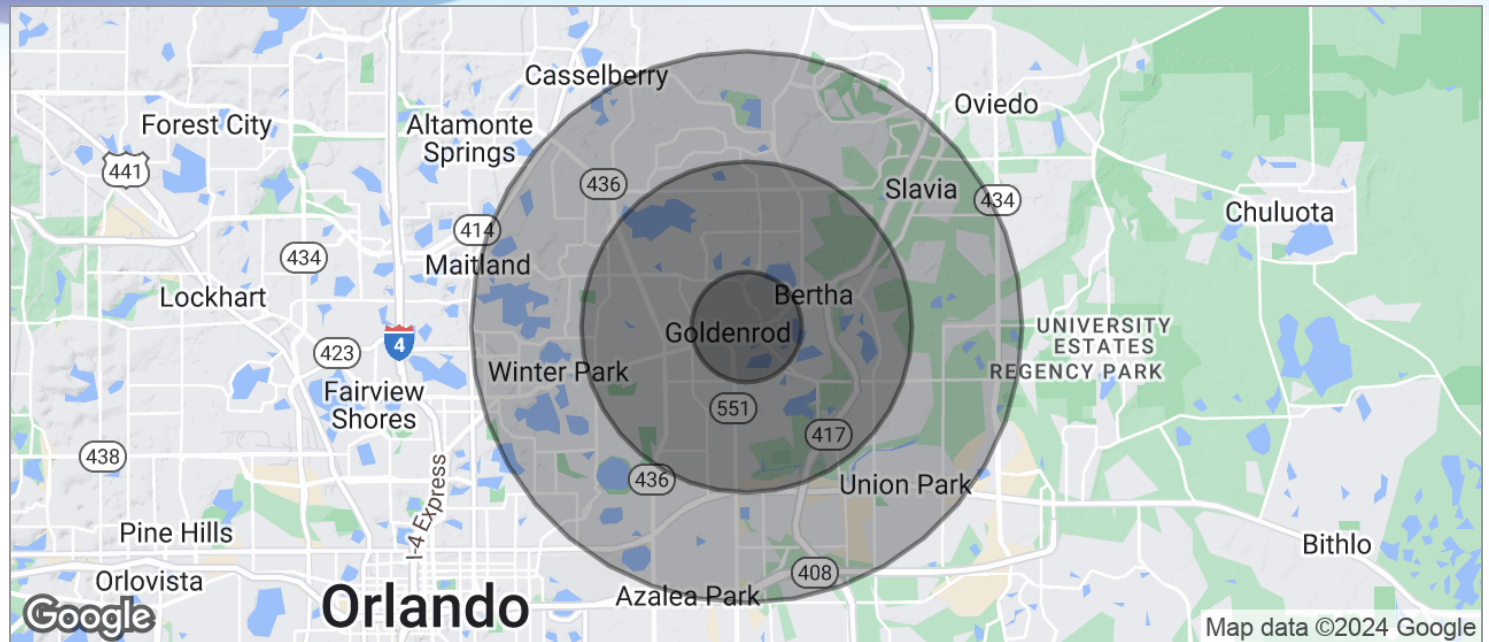 Casselberry
Oviedo
Forest City
Altamonte
Springs
441
436
Slavia
434
Chuluota
414
434
Maitland
Lockhart
Bertha
UNIVERSITY
ESTATES
Goldenrod
423
4
REGENCY PARK
Winter Park
Fairview
Shores
551
417
438
436
Union Park
I-4 Express
Pine Hills
Bithlo
408
Orlovista
Azalea Park
Orlando
Google
Map data ©2024 Google